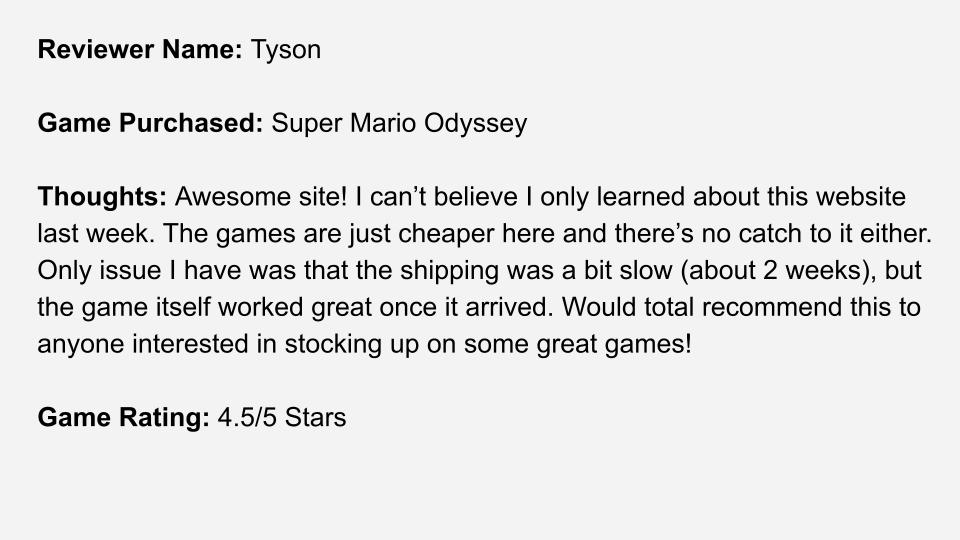 Reviewer Name: Tyson
Game Purchased: Super Mario Odyssey
Thoughts: Awesome site! I can’t believe I only learned about this website
last week. The games are just cheaper here and there’s no catch to it either.
Only issue I have was that the shipping was a bit slow (about 2 weeks), but
the game itself worked great once it arrived. Would total recommend this to
anyone interested in stocking up on some great games!
Game Rating: 4.5/5 Stars